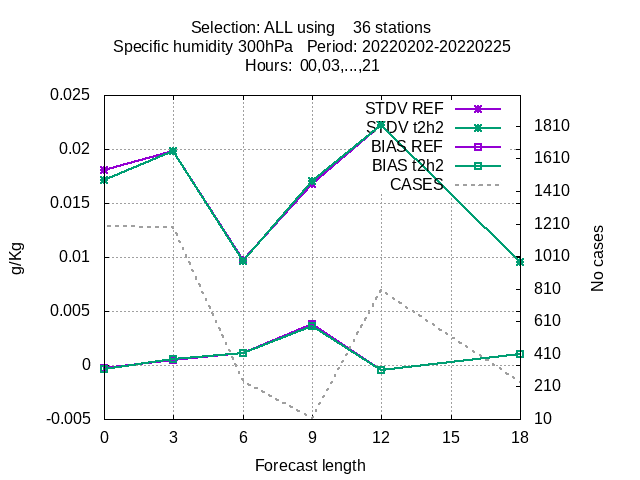 Selection: ALL using    36 stations
Specific humidity 300hPa   Period: 20220202-20220225
Hours:  00,03,...,21
STDV REF
STDV t2h2
BIAS REF
BIAS t2h2
CASES
0.025
0.02
0.015
0.01
0.005
0
-0.005
g/Kg
1810
1610
1410
1210
1010
810
610
410
210
10
No cases
0 3 6 9 12 15 18
Forecast length